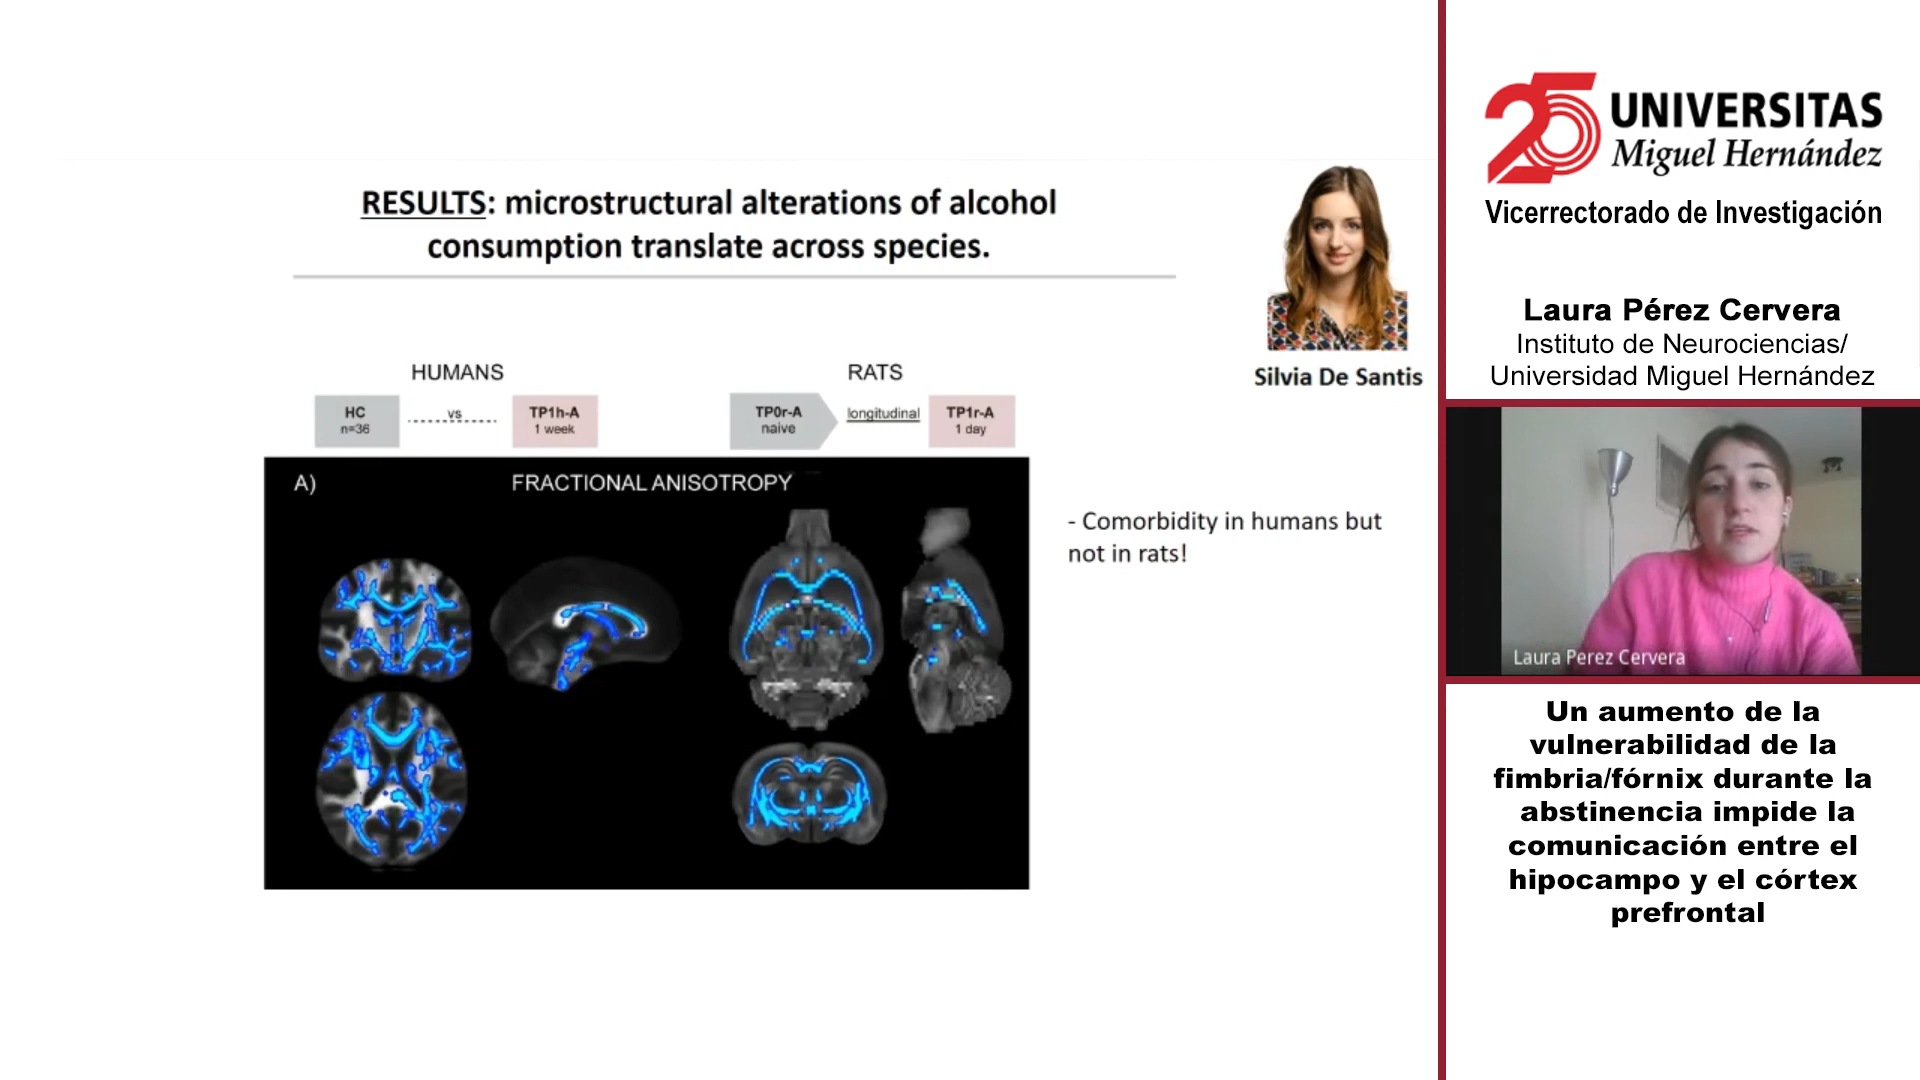 RESULTS: microstructural alterations of alcohol
consumption translate across species.
Silvia De Santis
HUMANS
RATS
HC
n=36
vs
TP1h-A
1 week
TP0r-A
naive
longitudinal
TP1r-A
1 day
A)
FRACTIONAL ANISOTROPY
- Comorbidity in humans but
not in rats!
25 UNIVERSITAS
Miguel Hernández
Vicerrectorado de Investigación
Laura Pérez Cervera
Instituto de Neurociencias/
Universidad Miguel Hernández
Laura Perez Cervera
Un aumento de la
vulnerabilidad de la
fimbria/fórnix durante la
abstinencia impide la
comunicación entre el
hipocampo y el córtex
prefrontal